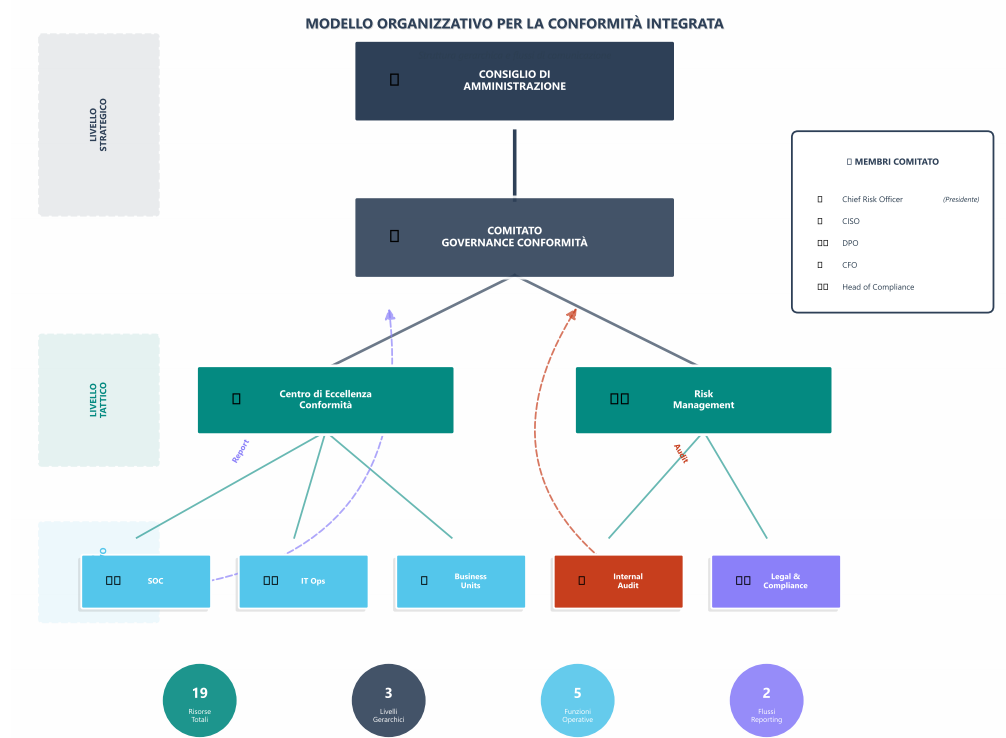 MODELLO ORGANIZZATIVO PER LA CONFORMITÀ INTEGRATA
LIVELLO
STRATEGICO
CONSIGLIO DI
AMMINISTRAZIONE
MEMBRI COMITATO
Chief Risk Officer (Presidente)
CISO
DPO
CFO
Head of Compliance
COMITATO
GOVERNANCE CONFORMITÀ
LIVELLO
TATTICO
Centro di Eccellenza
Conformità
Risk
Management
Report
Audit
SOC
IT Ops
Business
Units
Internal
Audit
Legal &
Compliance
19
Risorse
Totali
3
Livelli
Gerarchici
5
Funzioni
Operative
2
Flussi
Reporting